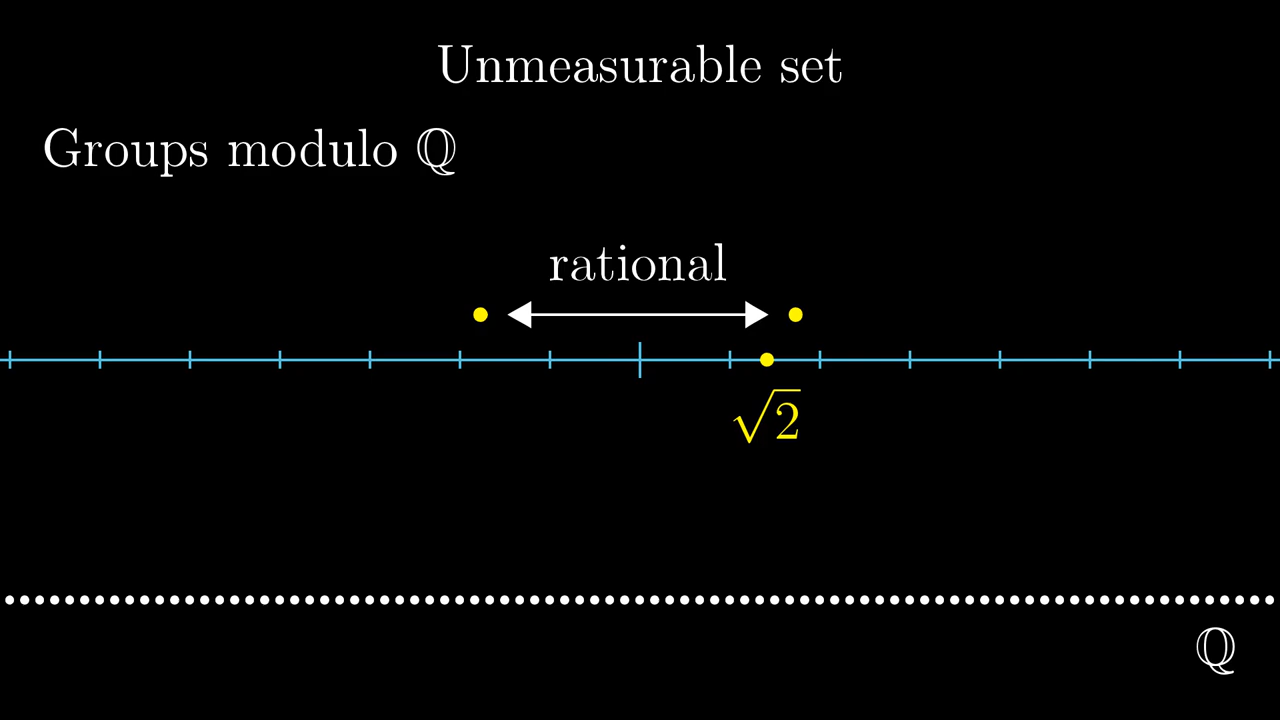 Unmeasurable set
Groups modulo ℚ
rational
√2
ℚ